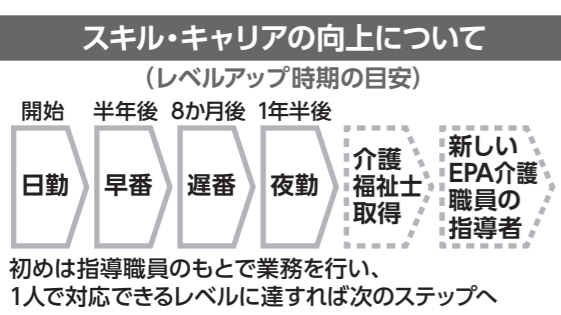 スキル・キャリアの向上について
（レベルアップ時期の目安）
開始 半年後 8か月後 1年半後
日勤 早番 遅番 夜勤
介護
福祉士
取得
新しい
EPA介護
職員の
指導者
初めは指導職員のもとで業務を行い、
1人で対応できるレベルに達すれば次のステップへ